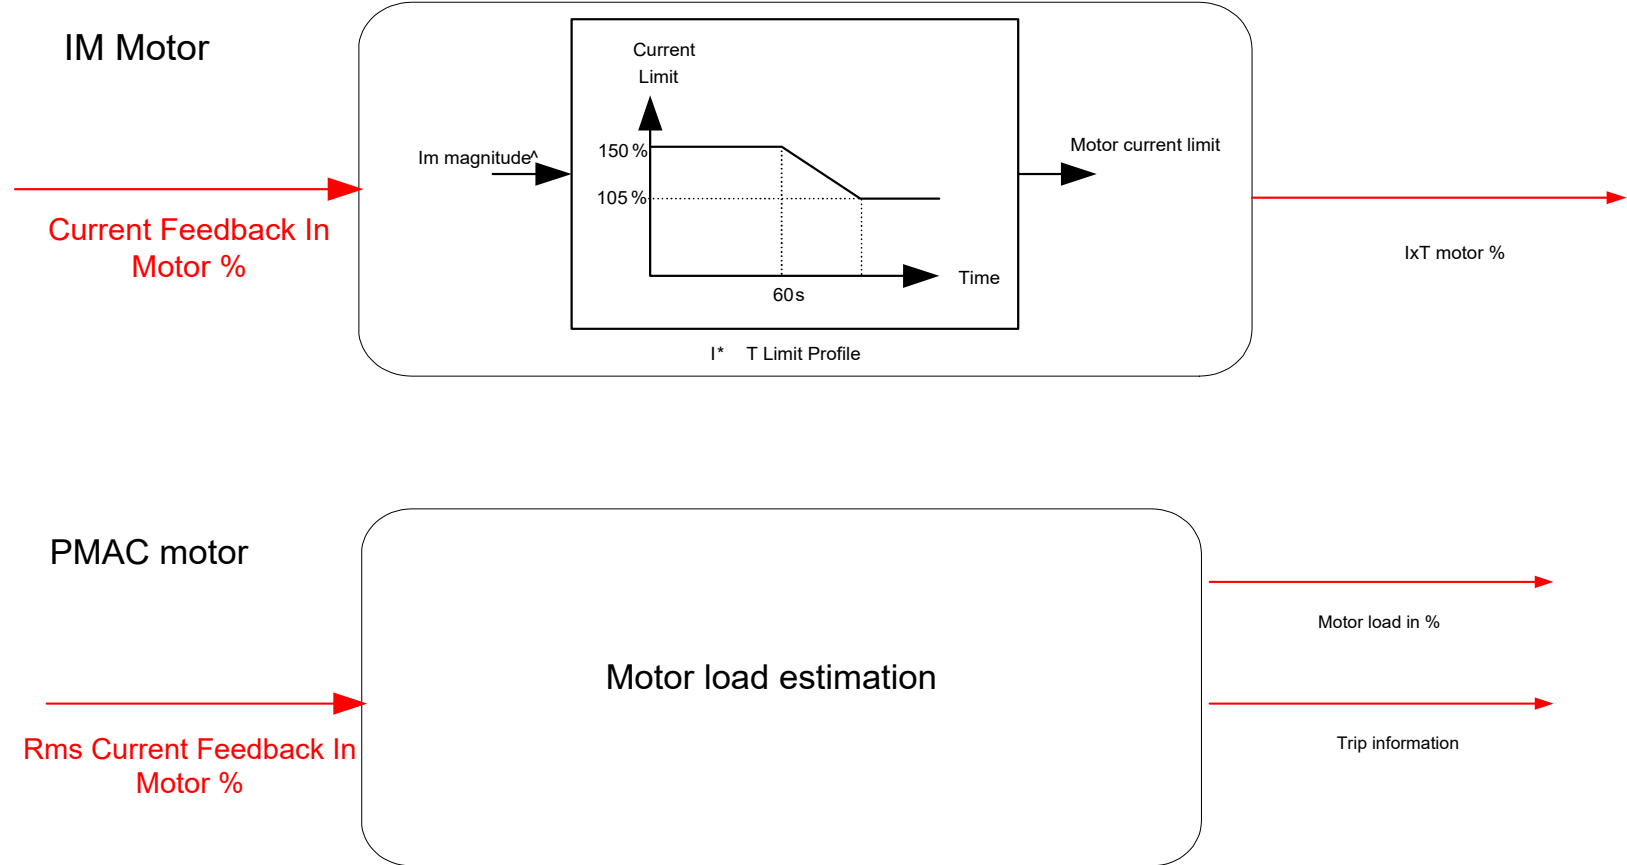 IM Motor
Current
Limit
150 %
Im magnitude^
Motor current limit
105 %
Current Feedback In
Motor %
IxT motor %
Time
60s
I* T Limit Profile
PMAC motor
Motor load in %
Motor load estimation
Rms Current Feedback In
Motor %
Trip information